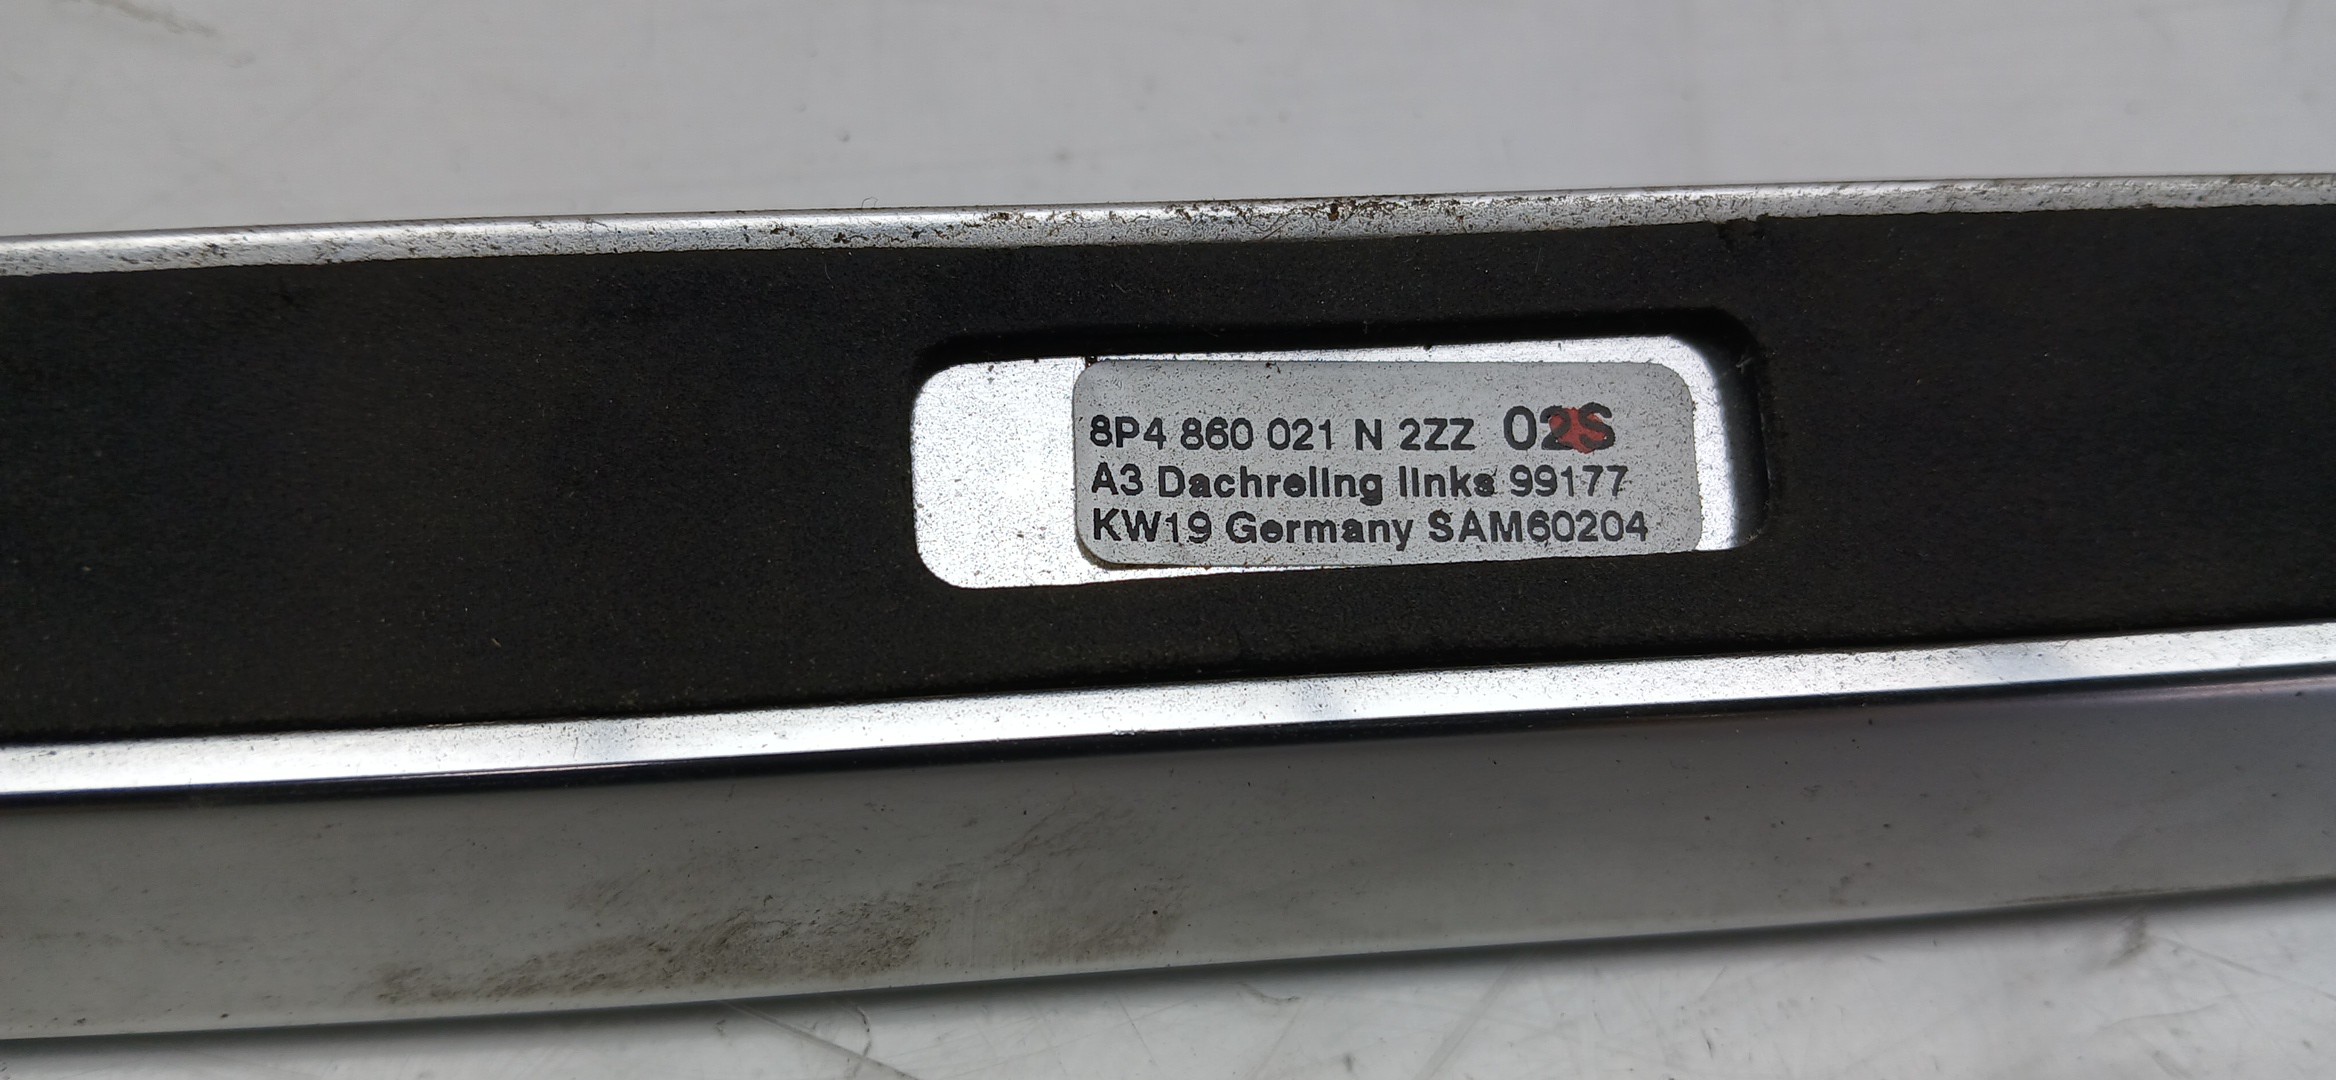 8P4 860 021 N 2ZZ 02S
A3 Dachreling links 99177
KW19 Germany SAM60204